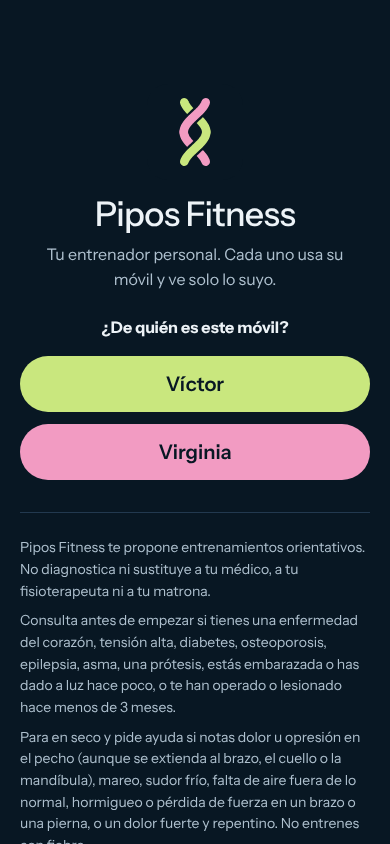 Pipos Fitness
Tu entrenador personal. Cada uno usa su
móvil y ve solo lo suyo.
¿De quién es este móvil?
Víctor
Virginia
Pipos Fitness te propone entrenamientos orientativos.
No diagnostica ni sustituye a tu médico, a tu
fisioterapeuta ni a tu matrona.
Consulta antes de empezar si tienes una enfermedad
del corazón, tensión alta, diabetes, osteoporosis,
epilepsia, asma, una prótesis, estás embarazada o has
dado a luz hace poco, o te han operado o lesionado
hace menos de 3 meses.
Para en seco y pide ayuda si notas dolor u opresión en
el pecho (aunque se extienda al brazo, el cuello o la
mandíbula), mareo, sudor frío, falta de aire fuera de lo
normal, hormigueo o pérdida de fuerza en un brazo o
una pierna, o un dolor fuerte y repentino. No entrenes
con fiebre.